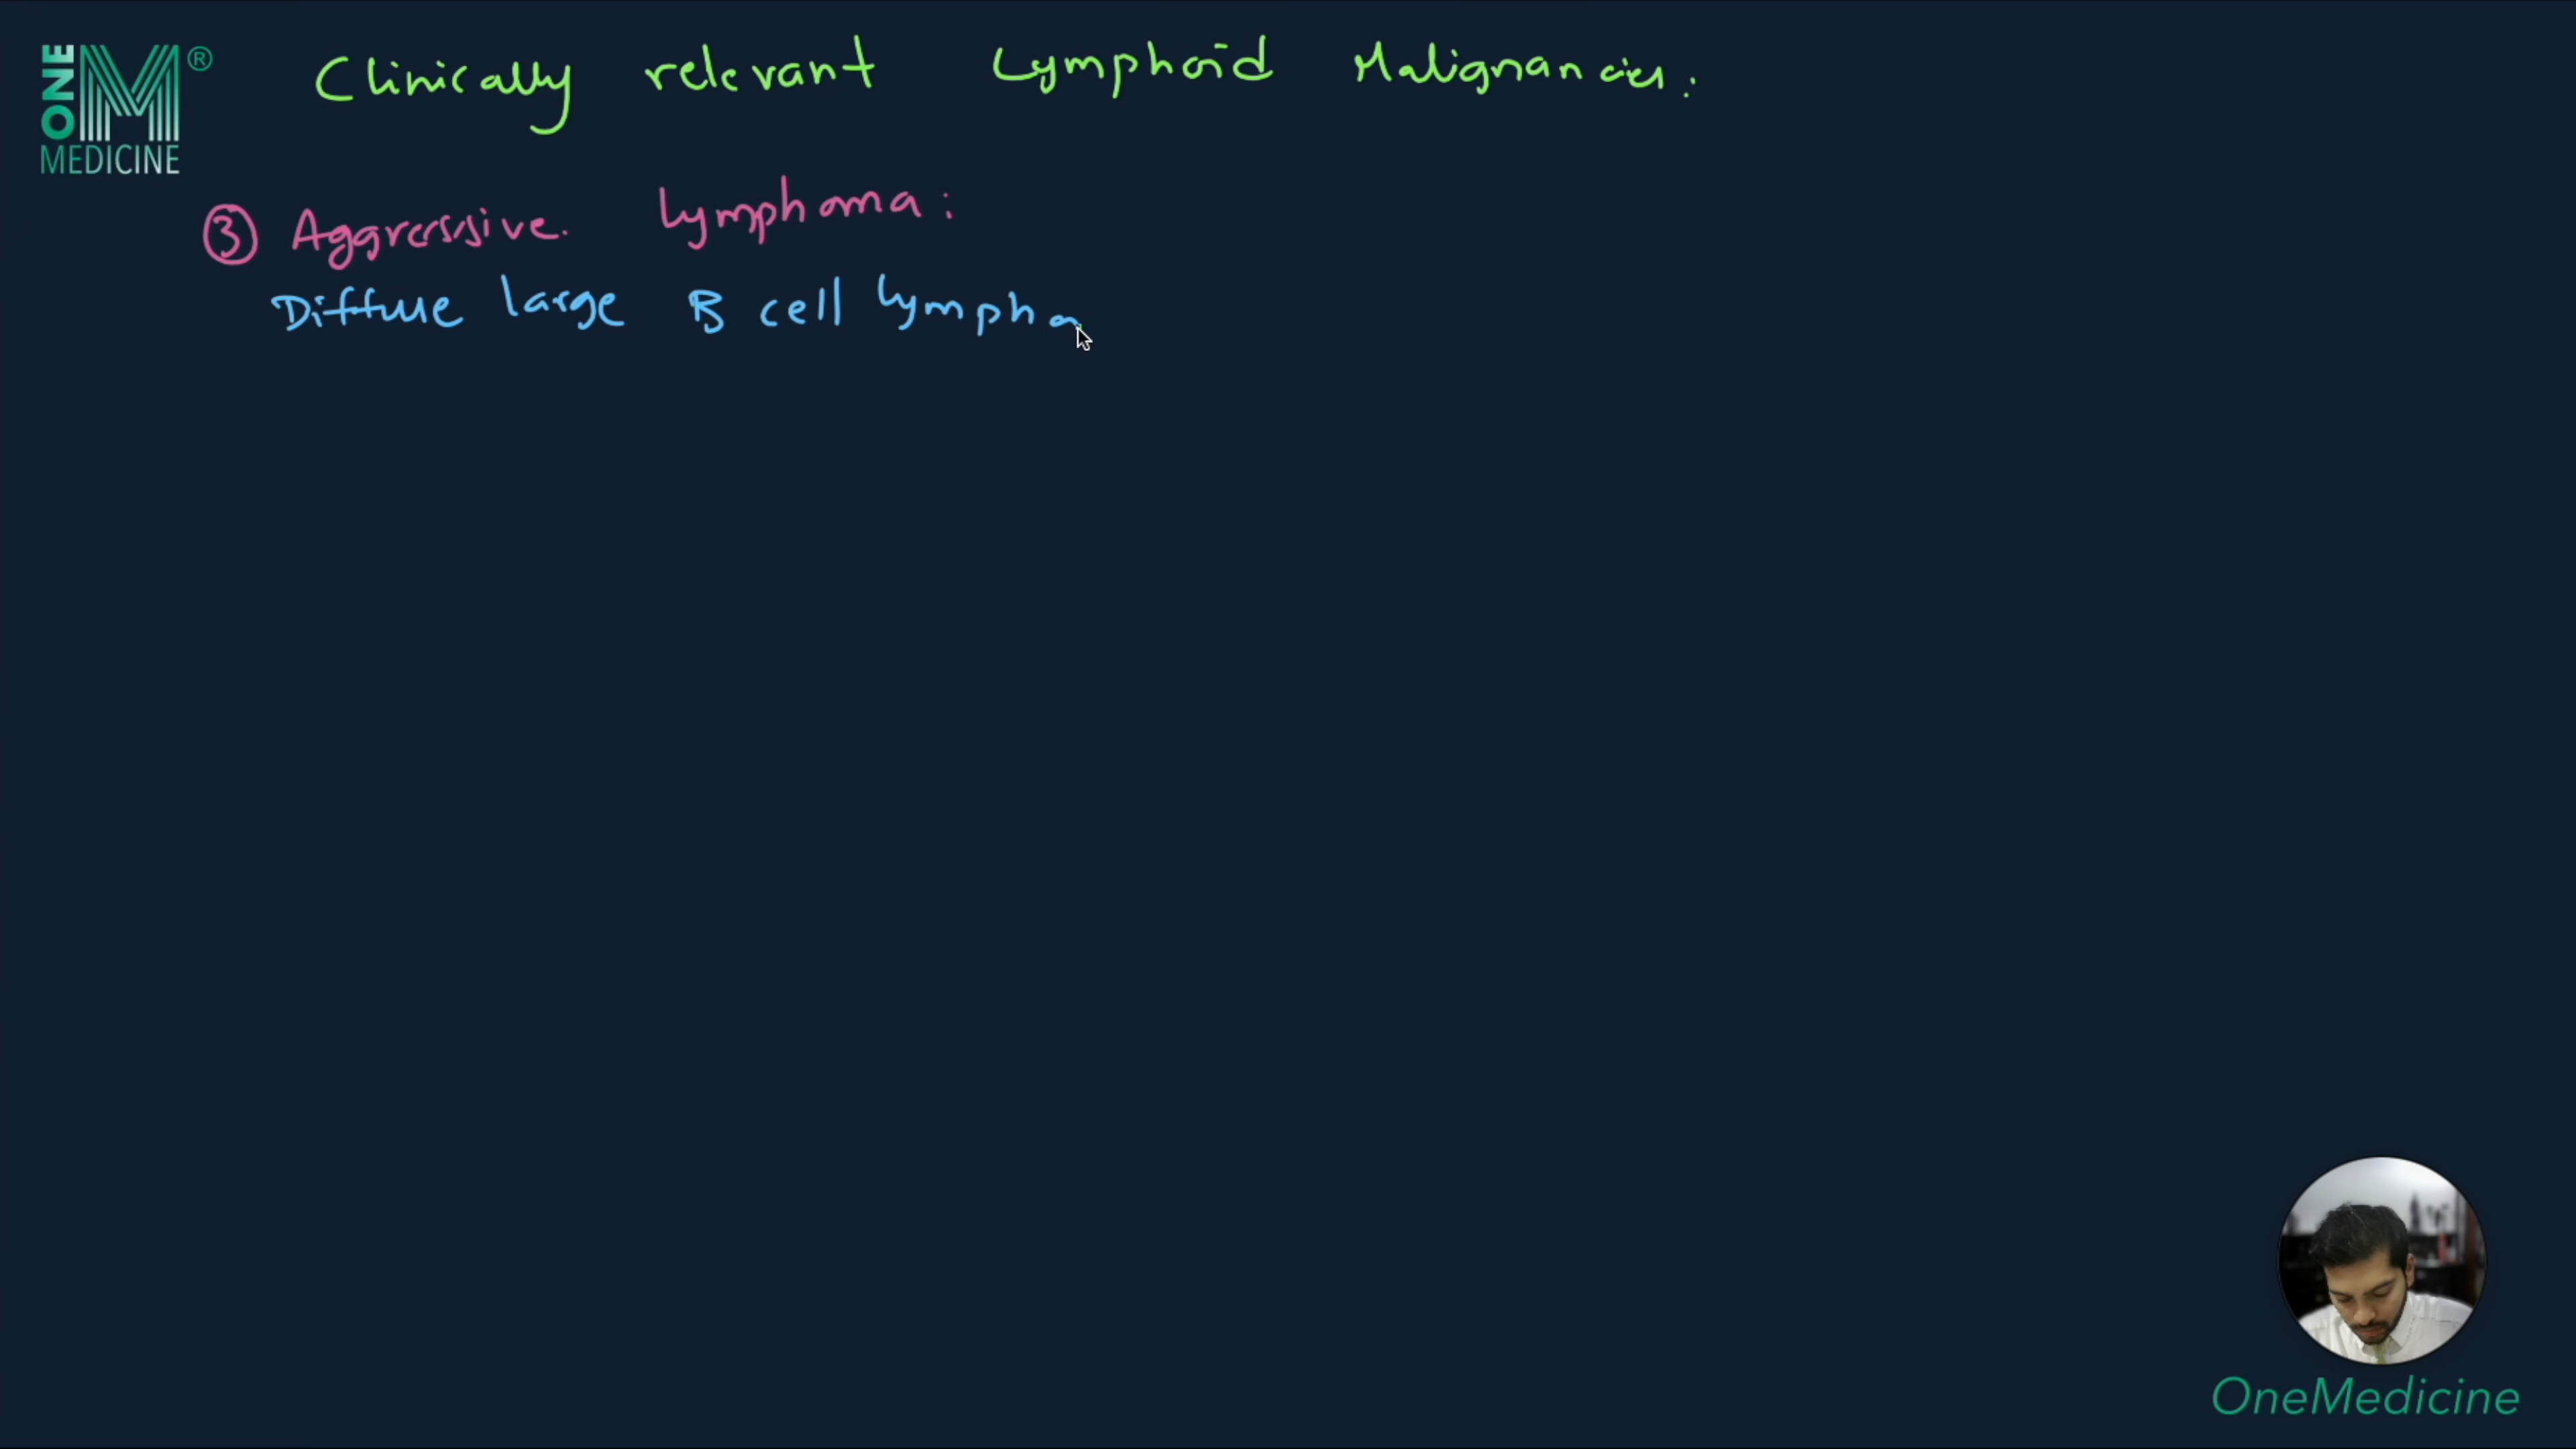 ONE
M®
MEDICINE
Clinically relevant Lymphoid Malignancies:
③ Aggressive. Lymphoma:
Diffuse large B cell lympho
OneMedicine